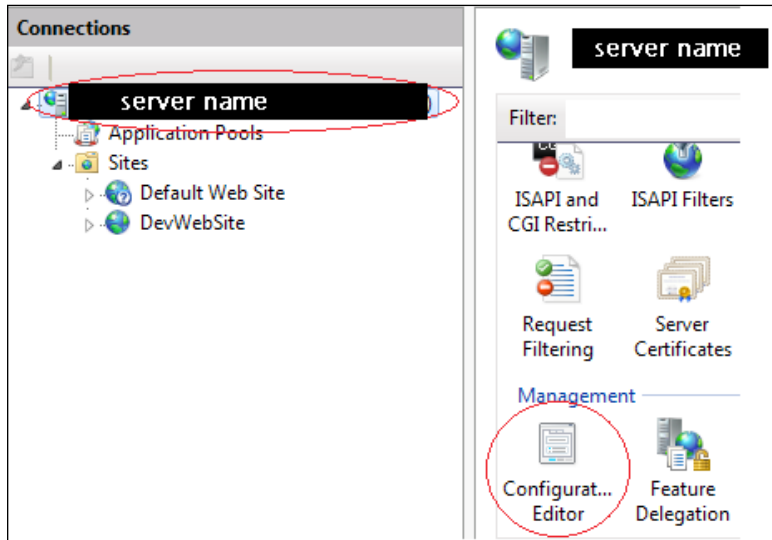 Connections
server name
Application Pools
Sites
Default Web Site
DevWebSite
server name
Filter:
ISAPI and
CGI Restri...
ISAPI Filters
Request
Filtering
Server
Certificates
Management
Configurat...
Editor
Feature
Delegation